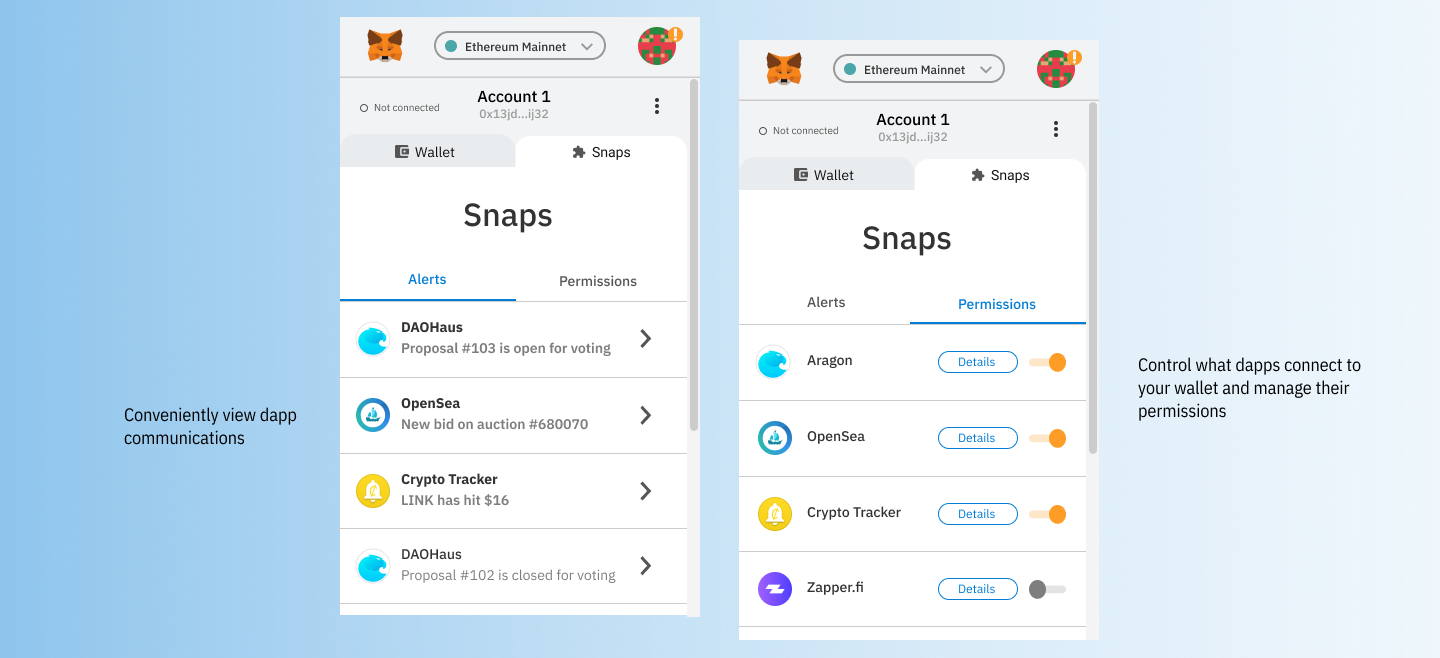 Conveniently view dapp
communications
Ethereum Mainnet
Not connected
Account 1
0x13jd...ij32
Wallet
Snaps
Snaps
Alerts
Permissions
DAOHaus
Proposal #103 is open for voting
OpenSea
New bid on auction #680070
Crypto Tracker
LINK has hit $16
DAOHaus
Proposal #102 is closed for voting
Ethereum Mainnet
Not connected
Account 1
0x13jd...ij32
Wallet
Snaps
Snaps
Alerts
Permissions
Aragon
Details
OpenSea
Details
Crypto Tracker
Details
Zapper.fi
Details
Control what dapps connect to
your wallet and manage their
permissions